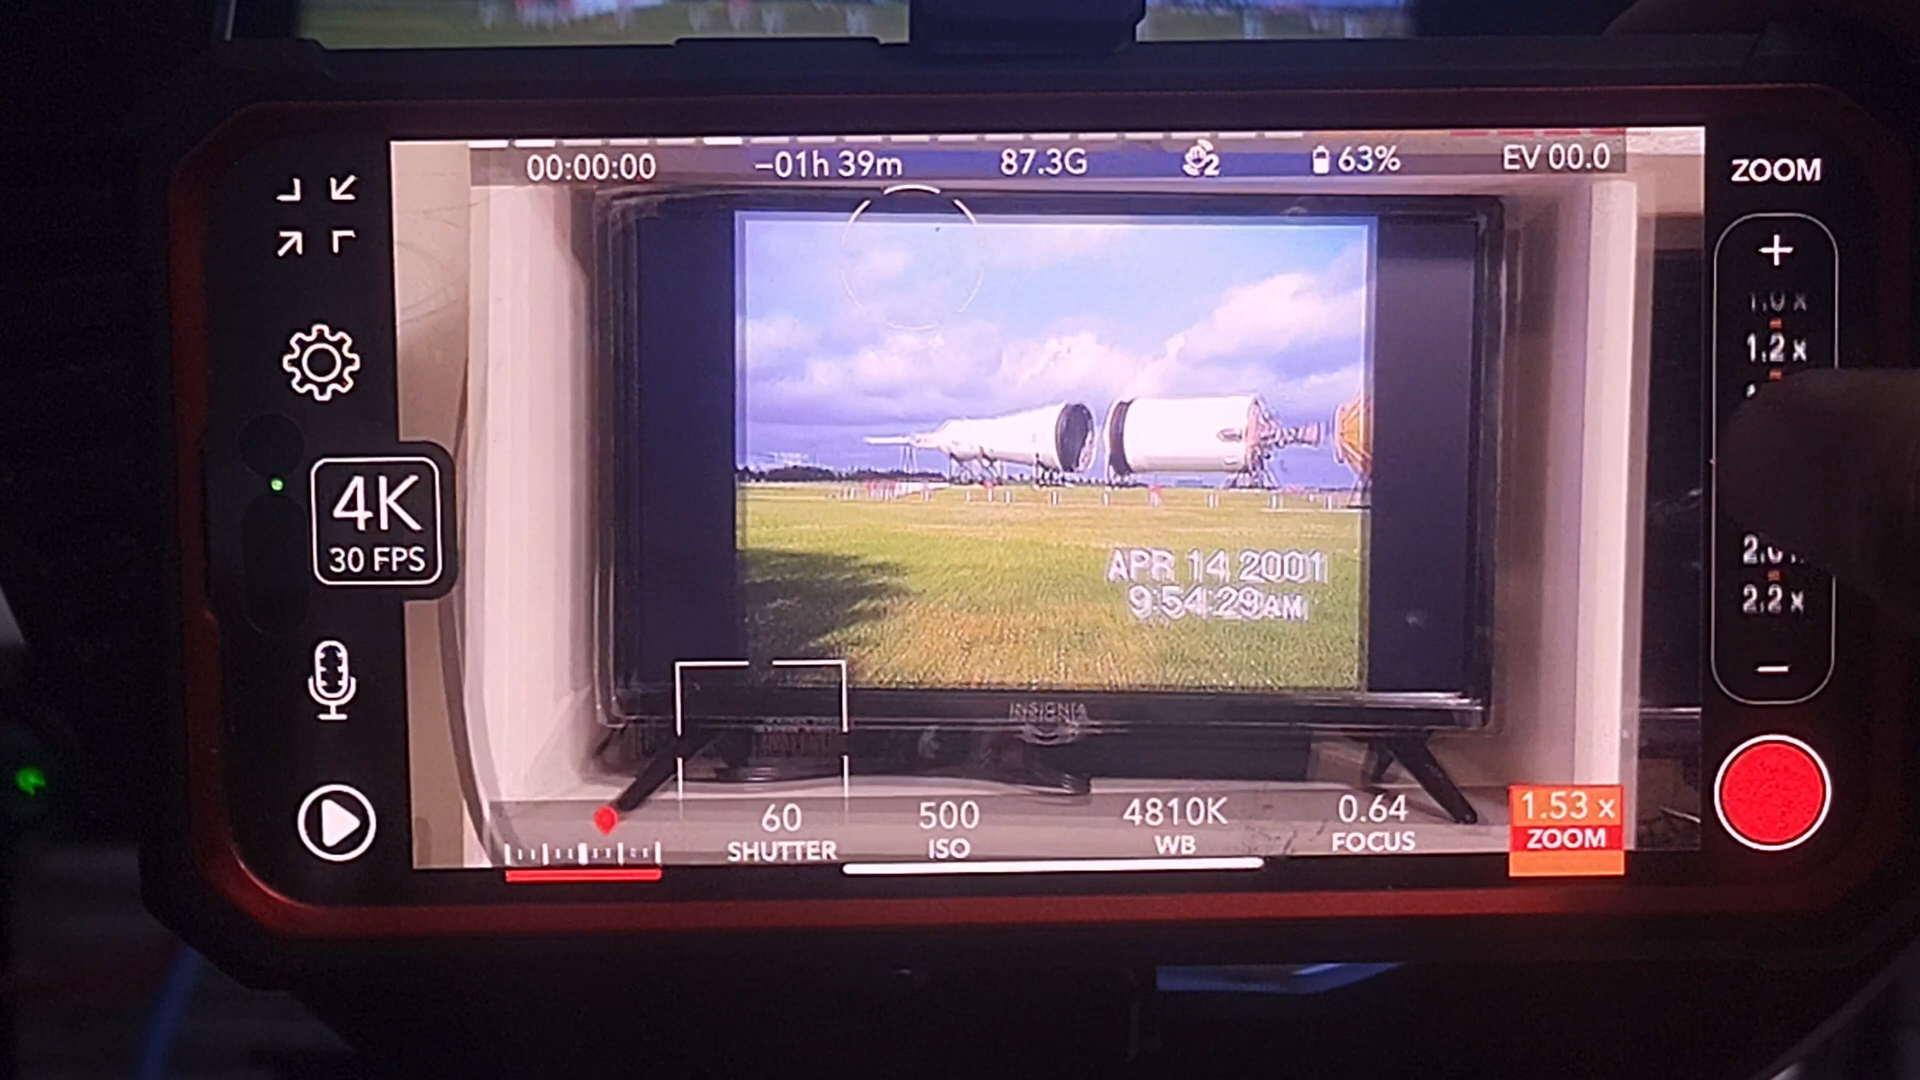 00:00:00 –01h 39m 87.3G 2 63% EV 00.0
ZOOM
+
1.0 x
1.2 x
4K
30 FPS
APR 14 2001
9:54:29AM
2.2 x
–
INSIGNIA
60 SHUTTER
500 ISO
4810K WB
0.64 FOCUS
1.53 x ZOOM